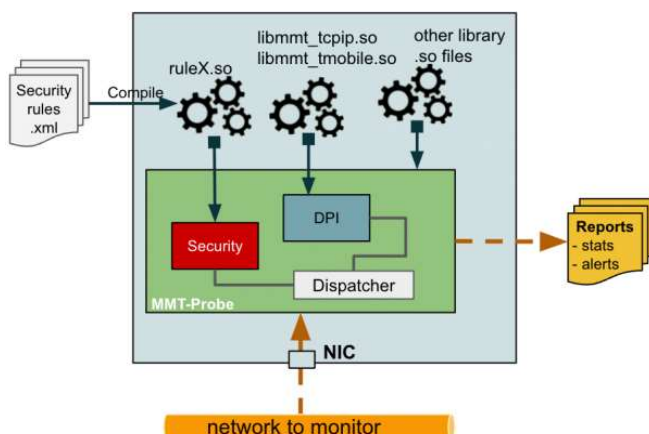 libmmt_tcpip.so
libmmt_tmobile.so
other library
.so files
ruleX.so
Security
rules
.xml
Compile
DPI
Security
Dispatcher
MMT-Probe
Reports
- stats
- alerts
NIC
network to monitor